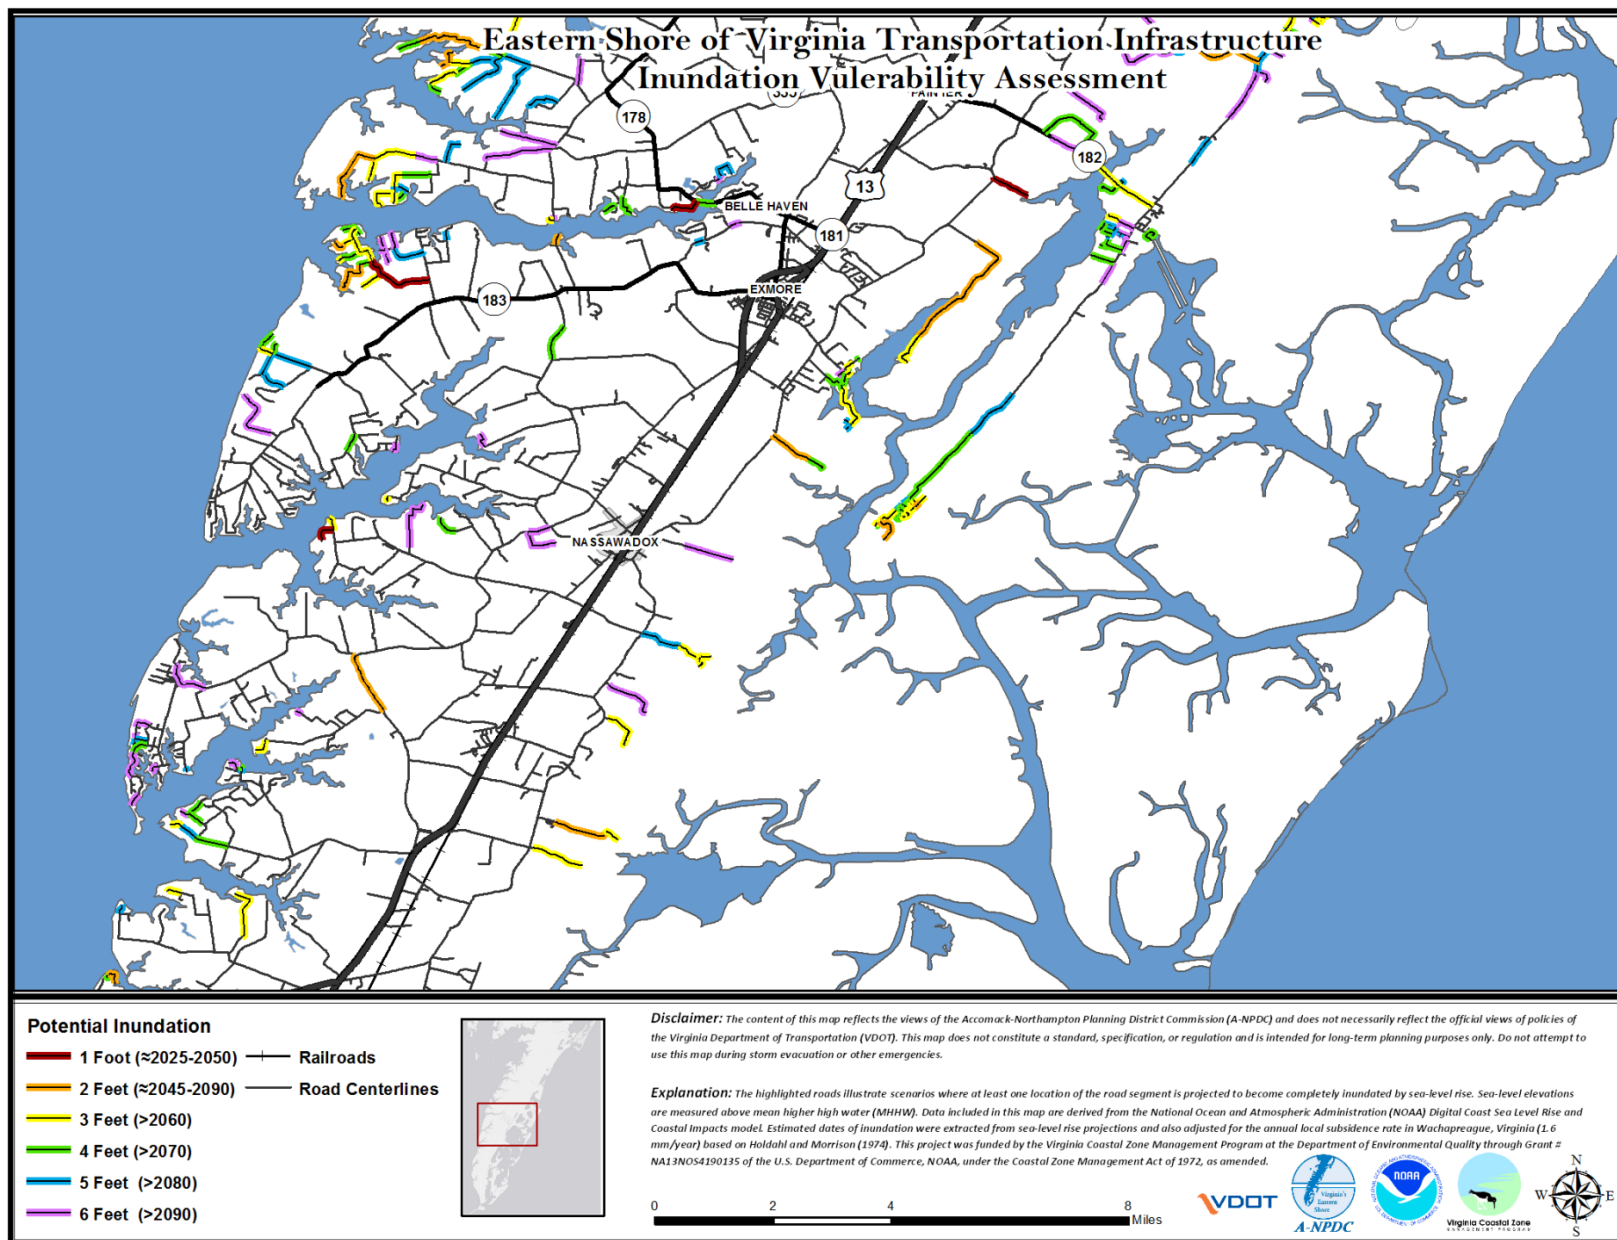 Eastern Shore of Virginia Transportation Infrastructure
Inundation Vulerability Assessment
178
182
13
BELLE HAVEN
181
EXMORE
183
NASSAWADOX
Potential Inundation
1 Foot (≈2025-2050)
Railroads
2 Feet (≈2045-2090)
Road Centerlines
3 Feet (>2060)
4 Feet (>2070)
5 Feet (>2080)
6 Feet (>2090)
Disclaimer: The content of this map reflects the views of the Accomack-Northampton Planning District Commission (A-NPDC) and does not necessarily reflect the official views of policies of
the Virginia Department of Transportation (VDOT). This map does not constitute a standard, specification, or regulation and is intended for long-term planning purposes only. Do not attempt to
use this map during storm evacuation or other emergencies.
Explanation: The highlighted roads illustrate scenarios where at least one location of the road segment is projected to become completely inundated by sea-level rise. Sea-level elevations
are measured above mean higher high water (MHHW). Data included in this map are derived from the National Ocean and Atmospheric Administration (NOAA) Digital Coast Sea Level Rise and
Coastal Impacts model. Estimated dates of inundation were extracted from sea-level rise projections and also adjusted for the annual local subsidence rate in Wachapreague, Virginia (1.6
mm/year) based on Holdahl and Morrison (1974). This project was funded by the Virginia Coastal Zone Management Program at the Department of Environmental Quality through Grant #
NA13NOS4190135 of the U.S. Department of Commerce, NOAA, under the Coastal Zone Management Act of 1972, as amended.
0 2 4 8
Miles
VDOT
Virginia's
Eastern
Shore
A-NPDC
NOAA
Virginia Coastal Zone
MANAGEMENT PROGRAM
N
W E
S